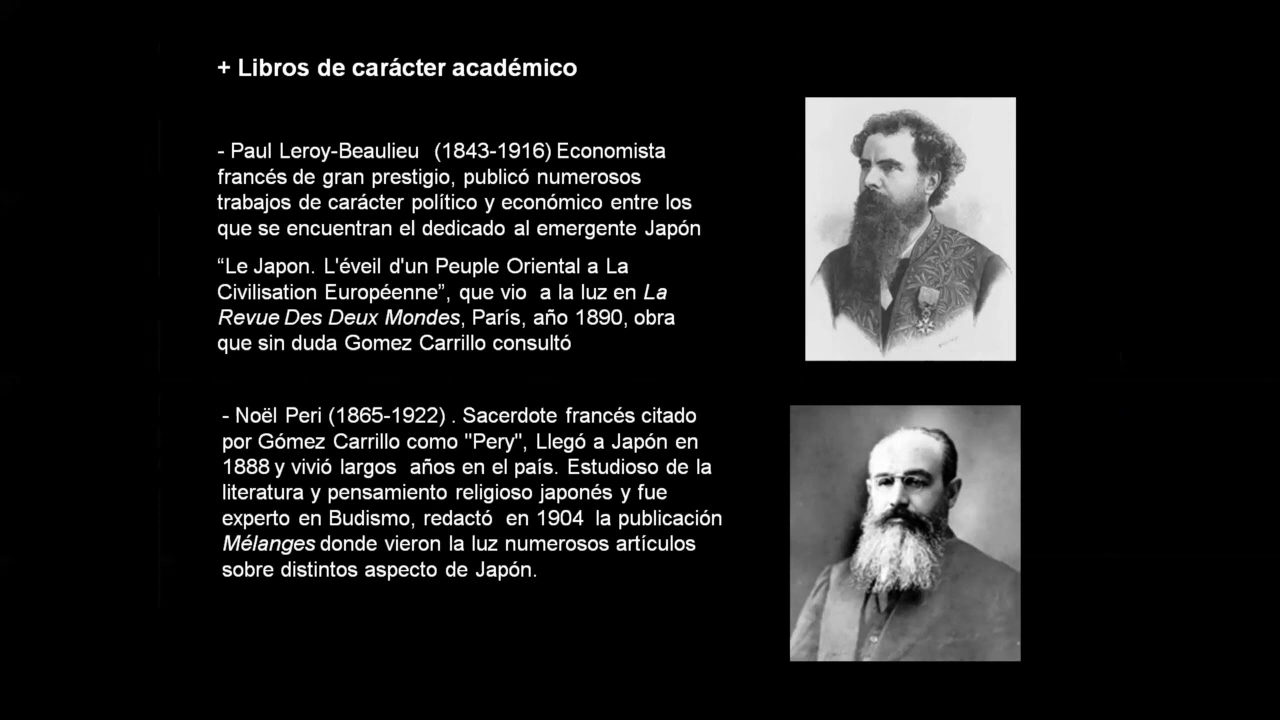 + Libros de carácter académico
- Paul Leroy-Beaulieu (1843-1916) Economista
francés de gran prestigio, publicó numerosos
trabajos de carácter político y económico entre los
que se encuentran el dedicado al emergente Japón
“Le Japon. L'éveil d'un Peuple Oriental a La
Civilisation Européenne”, que vio a la luz en La
Revue Des Deux Mondes, París, año 1890, obra
que sin duda Gomez Carrillo consultó
- Noël Peri (1865-1922) . Sacerdote francés citado
por Gómez Carrillo como "Pery", Llegó a Japón en
1888 y vivió largos años en el país. Estudioso de la
literatura y pensamiento religioso japonés y fue
experto en Budismo, redactó en 1904 la publicación
Mélanges donde vieron la luz numerosos artículos
sobre distintos aspecto de Japón.